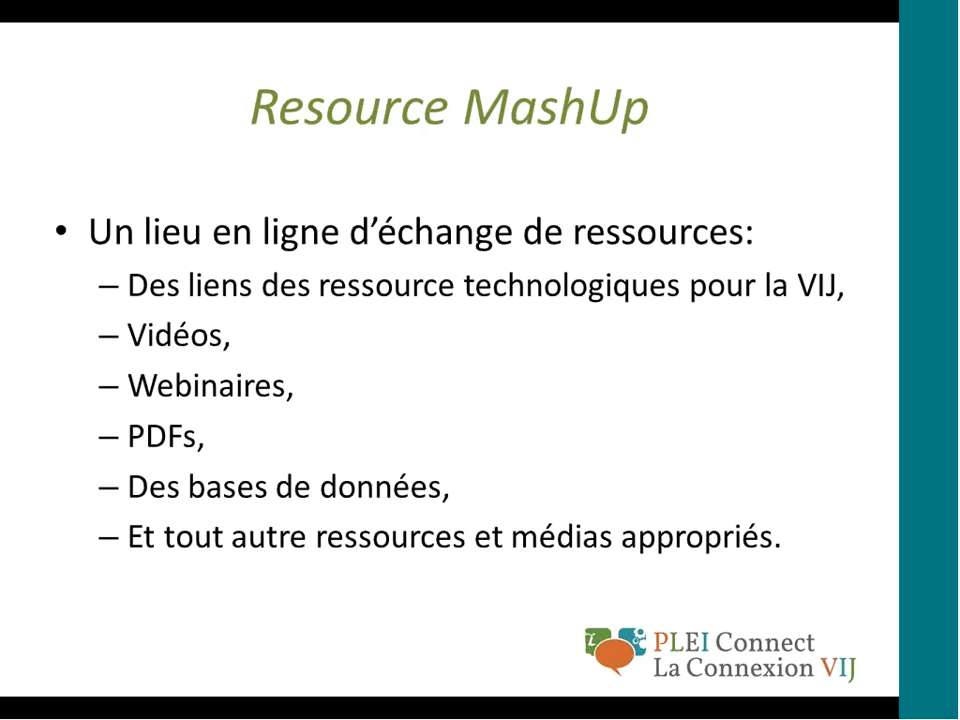 Resource MashUp
• Un lieu en ligne d’échange de ressources:
– Des liens des ressource technologiques pour la VIJ,
– Vidéos,
– Webinaires,
– PDFs,
– Des bases de données,
– Et tout autre ressources et médias appropriés.
PLEI Connect
La Connexion VIJ